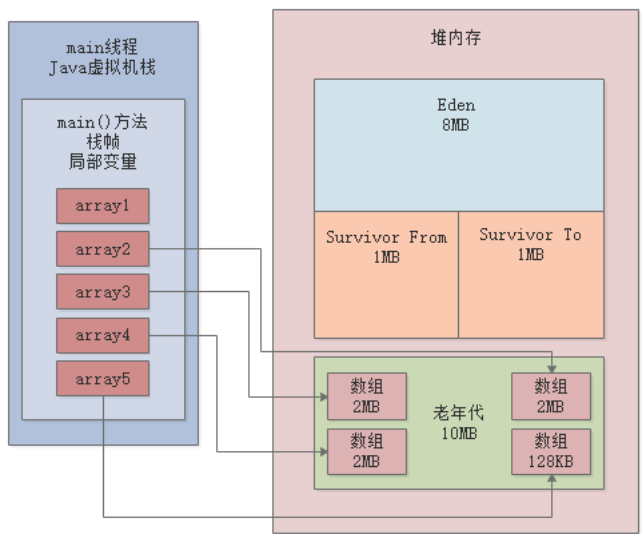 main线程
Java虚拟机栈
main()方法
栈帧
局部变量
array1
array2
array3
array4
array5
堆内存
Eden
8MB
Survivor From
1MB
Survivor To
1MB
数组
2MB
数组
2MB
老年代
10MB
数组
2MB
数组
128KB